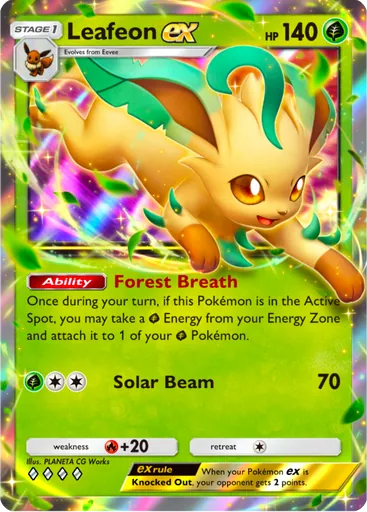 STAGE 1 Leafeon ex HP 140
Evolves from Eevee
Ability Forest Breath
Once during your turn, if this Pokémon is in the Active
Spot, you may take a Energy from your Energy Zone
and attach it to 1 of your Pokémon.
Solar Beam 70
weakness +20 retreat
Illus. PLANETA CG Works
ex rule When your Pokémon ex is
Knocked Out, your opponent gets 2 points.